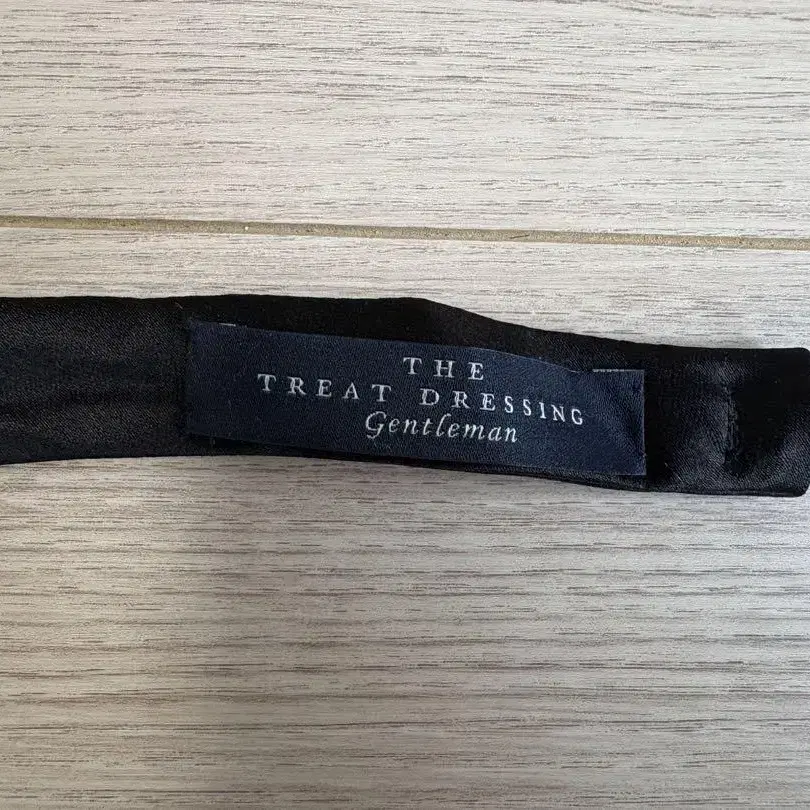 THE
TREAT DRESSING
Gentleman